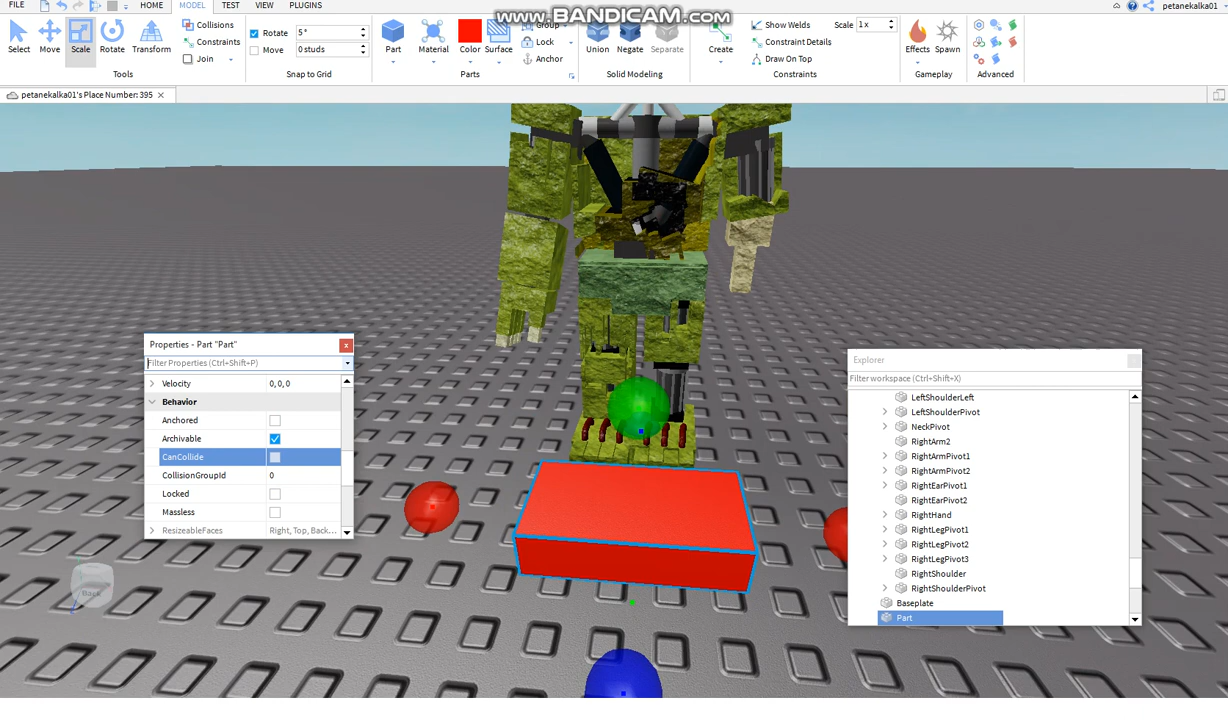 www.BANDICAM.com
FILE HOME MODEL TEST VIEW PLUGINS petanekalka01
Collisions Rotate 5 ° Group Show Welds Scale 1 x
Constraints Move 0 studs Lock Constraint Details
Select Move Scale Rotate Transform Join Part Material Color Surface Anchor Union Negate Separate Create Draw On Top Effects Spawn
Tools Snap to Grid Parts Solid Modeling Constraints Gameplay Advanced
petanekalka01's Place Number: 395
Properties - Part "Part"
Filter Properties (Ctrl+Shift+P)
Velocity 0, 0, 0
Behavior
Anchored
Archivable
CanCollide
CollisionGroupId 0
Locked
Massless
ResizeableFaces Right, Top, Back...
Back
Explorer
Filter workspace (Ctrl+Shift+X)
LeftShoulderLeft
LeftShoulderPivot
NeckPivot
RightArm2
RightArmPivot1
RightArmPivot2
RightEarPivot1
RightEarPivot2
RightHand
RightLegPivot1
RightLegPivot2
RightLegPivot3
RightShoulder
RightShoulderPivot
Baseplate
Part